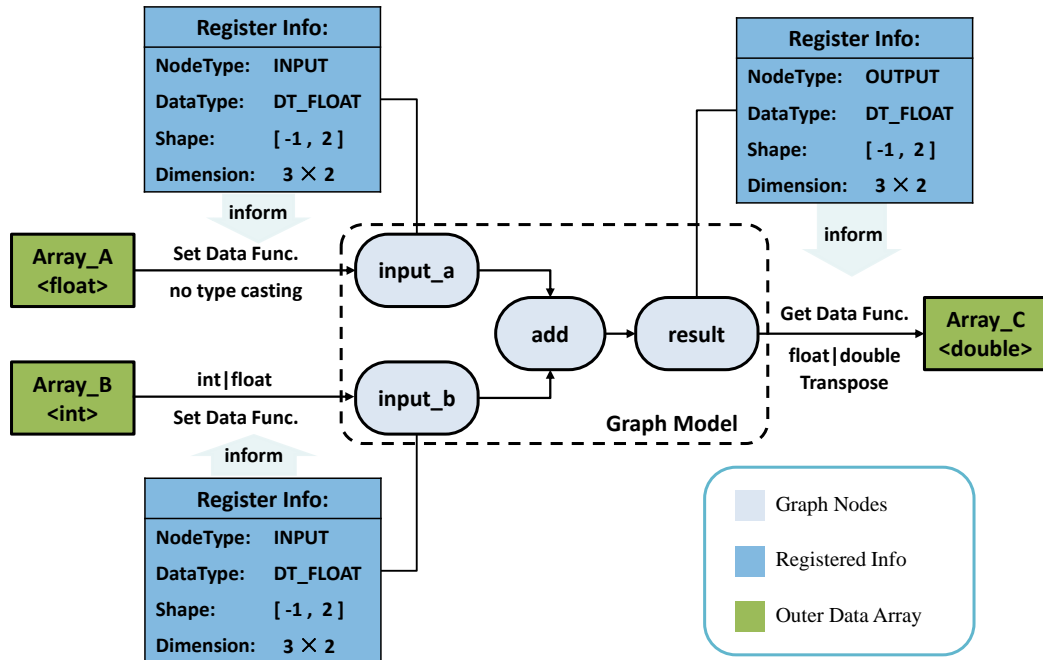 Register Info:
NodeType: INPUT
DataType: DT_FLOAT
Shape: [ -1 , 2 ]
Dimension: 3 × 2
inform
Register Info:
NodeType: OUTPUT
DataType: DT_FLOAT
Shape: [ -1 , 2 ]
Dimension: 3 × 2
inform
Array_A
<float>
Set Data Func.
no type casting
input_a
add
result
Get Data Func.
float|double
Transpose
Array_C
<double>
Array_B
<int>
int|float
Set Data Func.
input_b
Graph Model
inform
Register Info:
NodeType: INPUT
DataType: DT_FLOAT
Shape: [ -1 , 2 ]
Dimension: 3 × 2
Graph Nodes
Registered Info
Outer Data Array